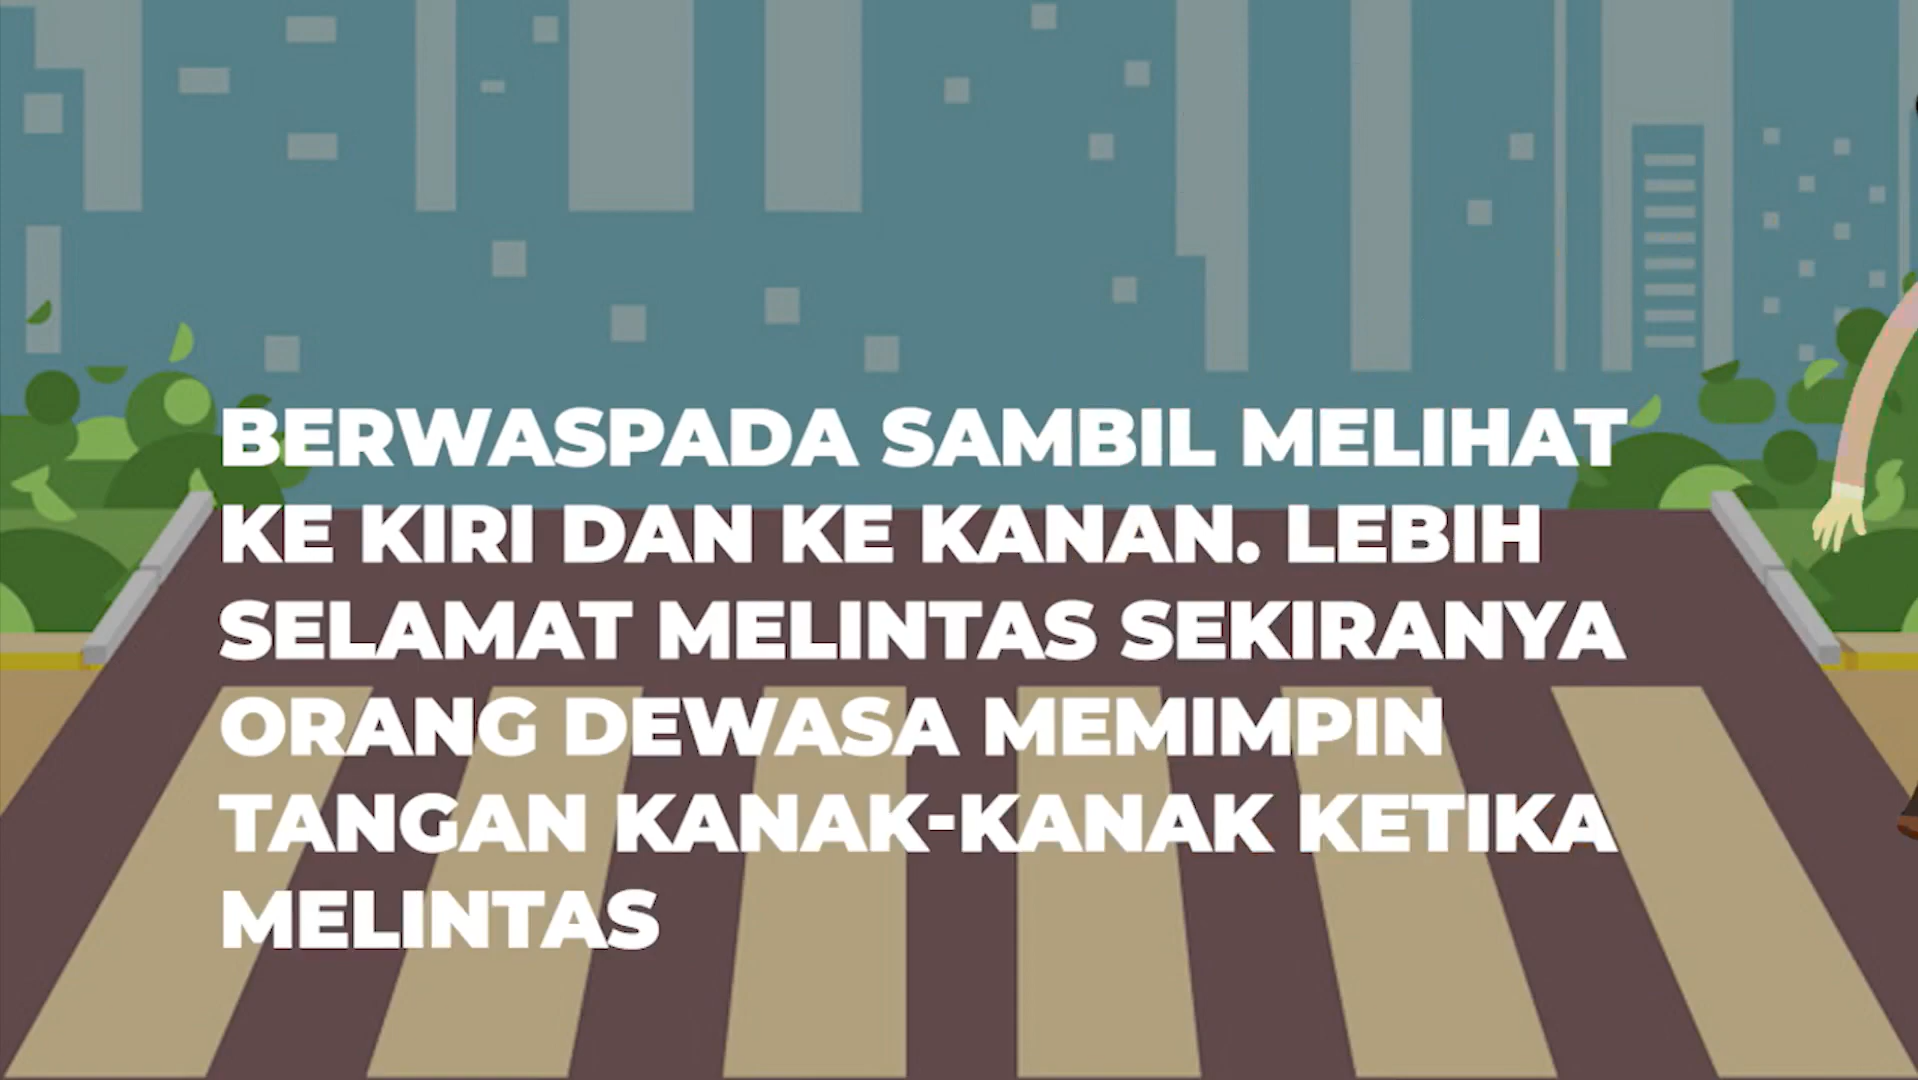 BERWASPADA SAMBIL MELIHAT
KE KIRI DAN KE KANAN. LEBIH
SELAMAT MELINTAS SEKIRANYA
ORANG DEWASA MEMIMPIN
TANGAN KANAK-KANAK KETIKA
MELINTAS